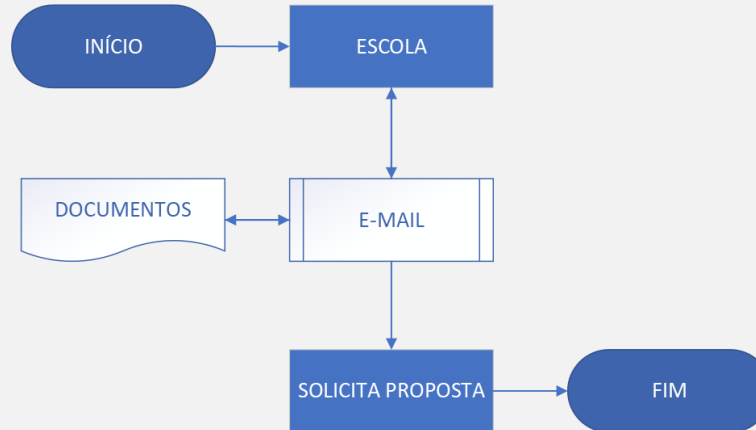 INÍCIO
ESCOLA
DOCUMENTOS
E-MAIL
SOLICITA PROPOSTA
FIM